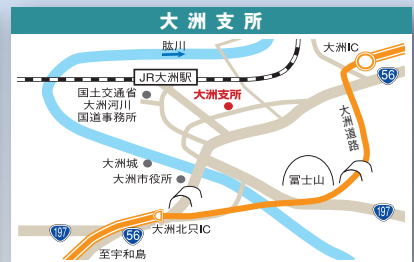 大洲支所
肱川
大洲IC
JR大洲駅
56
国土交通省
大洲河川
国道事務所
大洲支所
大洲道路
大洲城
大洲市役所
冨士山
197
大洲北只IC
197
56
至宇和島